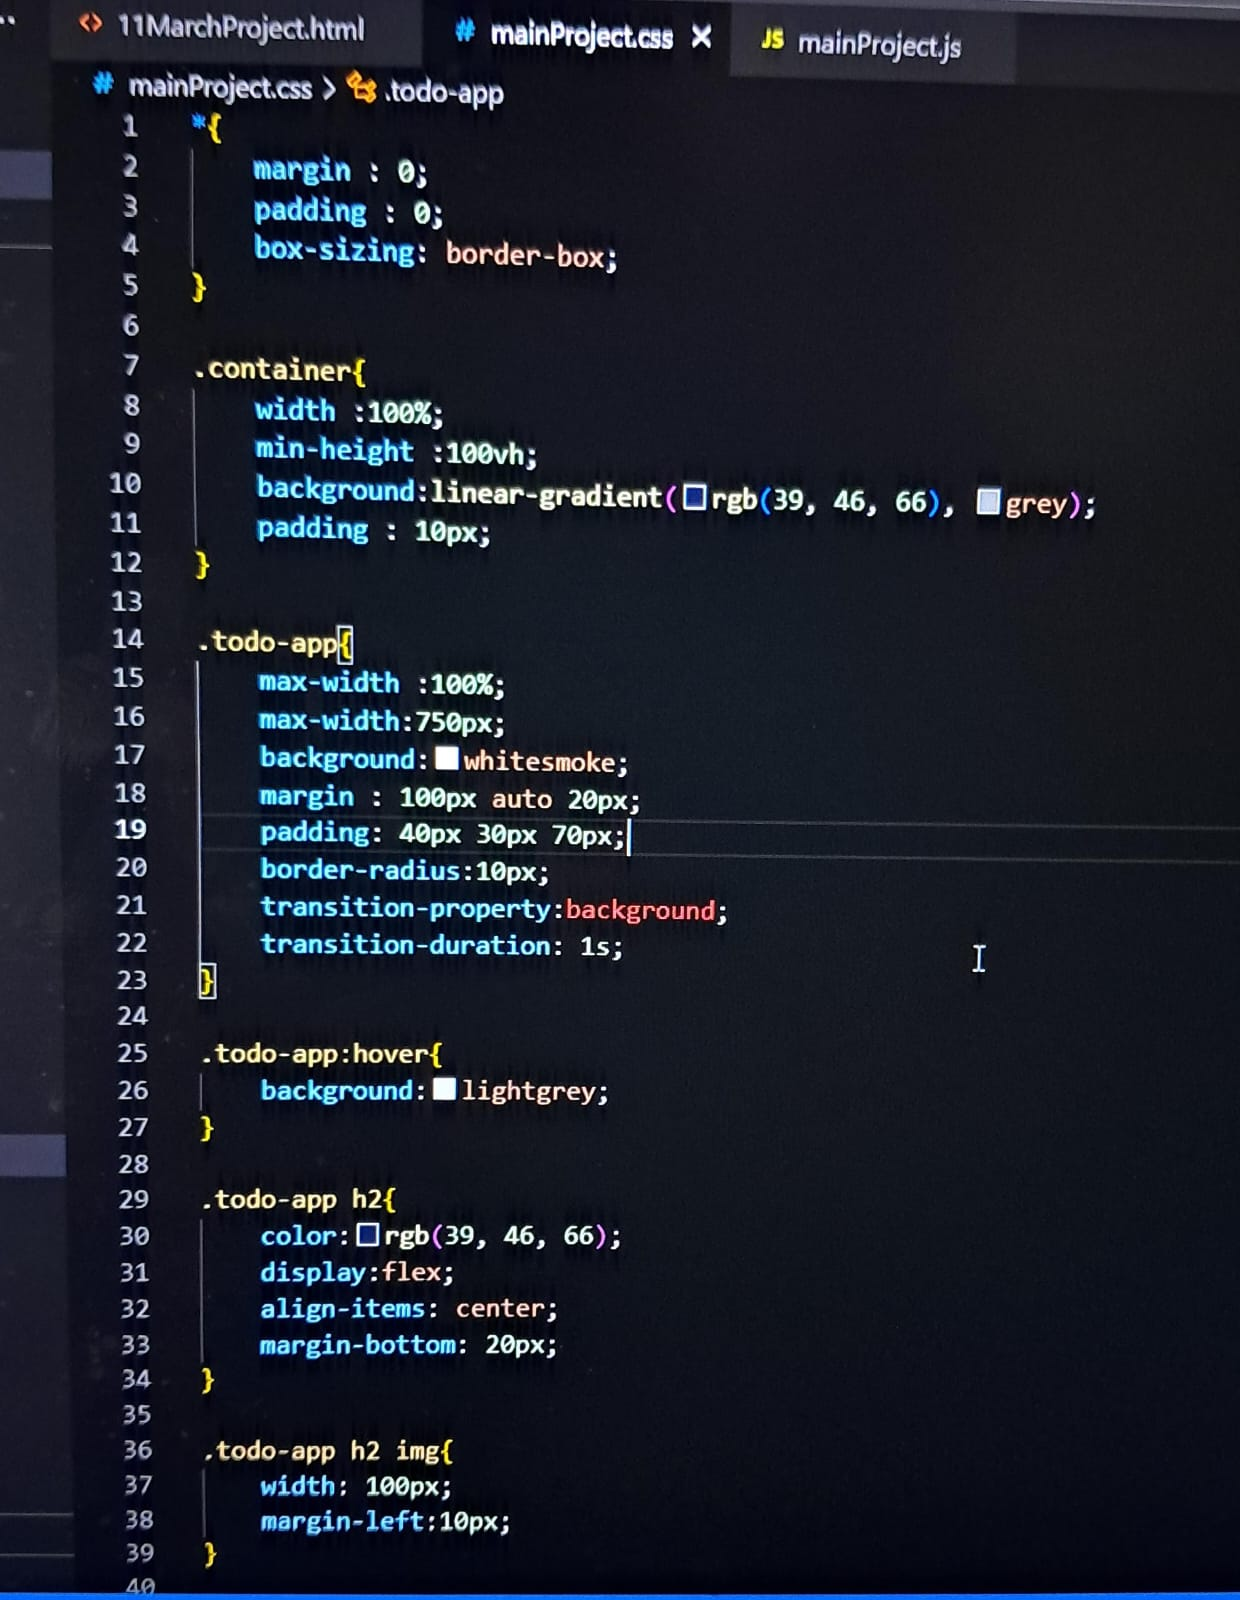 11MarchProject.html
# mainProject.css X
JS mainProject.js
# mainProject.css > .todo-app
1 *{
2 margin : 0;
3 padding : 0;
4 box-sizing: border-box;
5 }
6
7 .container{
8 width :100%;
9 min-height :100vh;
10 background:linear-gradient(rgb(39, 46, 66), grey);
11 padding : 10px;
12 }
13
14 .todo-app{
15 max-width :100%;
16 max-width:750px;
17 background:whitesmoke;
18 margin : 100px auto 20px;
19 padding: 40px 30px 70px;
20 border-radius:10px;
21 transition-property:background;
22 transition-duration: 1s;
23 }
24
25 .todo-app:hover{
26 background:lightgrey;
27 }
28
29 .todo-app h2{
30 color:rgb(39, 46, 66);
31 display:flex;
32 align-items: center;
33 margin-bottom: 20px;
34 }
35
36 .todo-app h2 img{
37 width: 100px;
38 margin-left:10px;
39 }
40